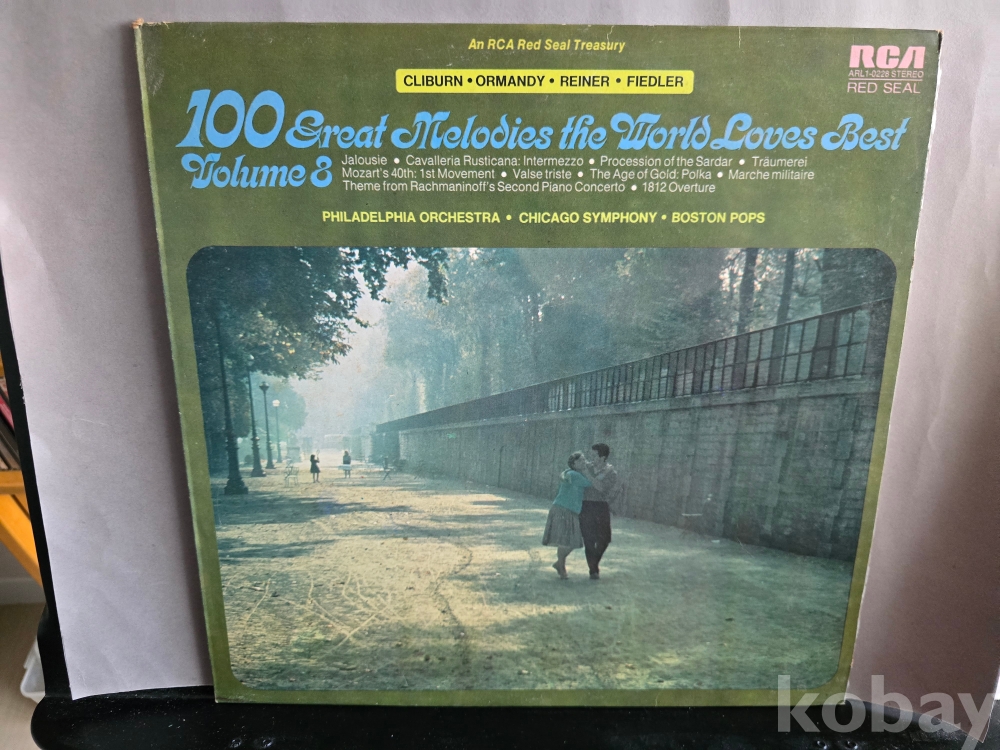 An RCA Red Seal Treasury
RCA
ARL1-0228 STEREO
RED SEAL
CLIBURN • ORMANDY • REINER • FIEDLER
100 Great Melodies the World Loves Best
Volume 8
Jalousie • Cavalleria Rusticana: Intermezzo • Procession of the Sardar • Träumerei
Mozart's 40th: 1st Movement • Valse triste • The Age of Gold: Polka • Marche militaire
Theme from Rachmaninoff's Second Piano Concerto • 1812 Overture
PHILADELPHIA ORCHESTRA • CHICAGO SYMPHONY • BOSTON POPS
kobay